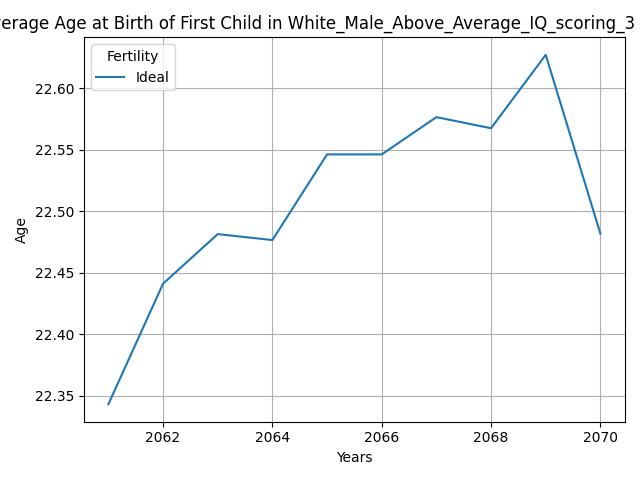 verage Age at Birth of First Child in White_Male_Above_Average_IQ_scoring_3
Fertility
Ideal
22.60
22.55
22.50
22.45
22.40
22.35
Age
2062 2064 2066 2068 2070
Years